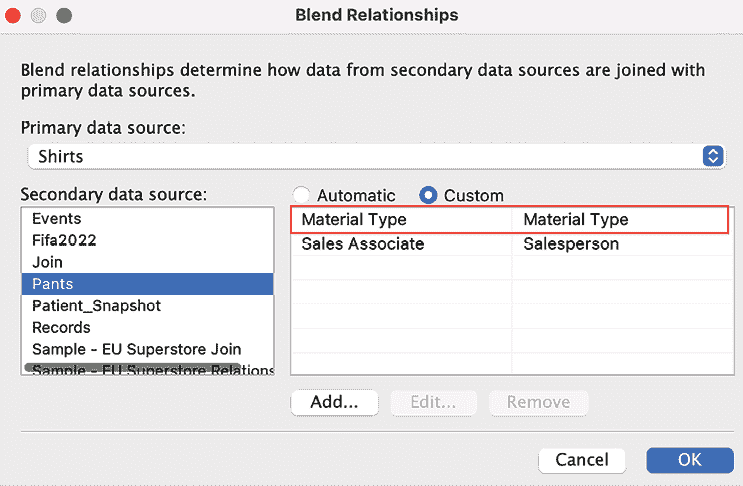 Blend Relationships
Blend relationships determine how data from secondary data sources are joined with
primary data sources.
Primary data source:
Shirts
Secondary data source:
Automatic Custom
Events
Fifa2022
Join
Pants
Patient_Snapshot
Records
Sample - EU Superstore Join
Sample - EU Superstore Relations
Material Type Material Type
Sales Associate Salesperson
Add... Edit... Remove
Cancel OK